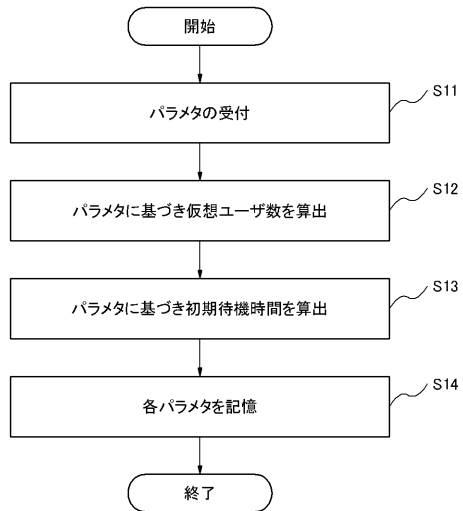 開始
パラメタの受付
S11
パラメタに基づき仮想ユーザ数を算出
S12
パラメタに基づき初期待機時間を算出
S13
各パラメタを記憶
S14
終了